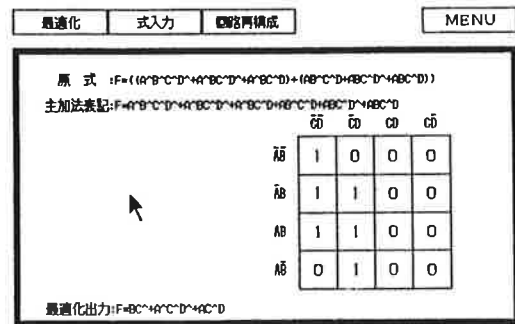 最適化 式入力 回路再構成 MENU
原 式 :F=((A^B^C^D^+A^BC^D^+A^BC^D)+(AB^C^D+ABC^D^+ABC^D))
主加法表記:F=A^B^C^D^+A^BC^D^+A^BC^D+AB^C^D+ABC^D^+ABC^D
C̄D̄ C̄D CD CD̄
ĀB̄ 1 0 0 0
ĀB 1 1 0 0
AB 1 1 0 0
AB̄ 0 1 0 0
最適化出力:F=BC^+A^C^D^+AC^D